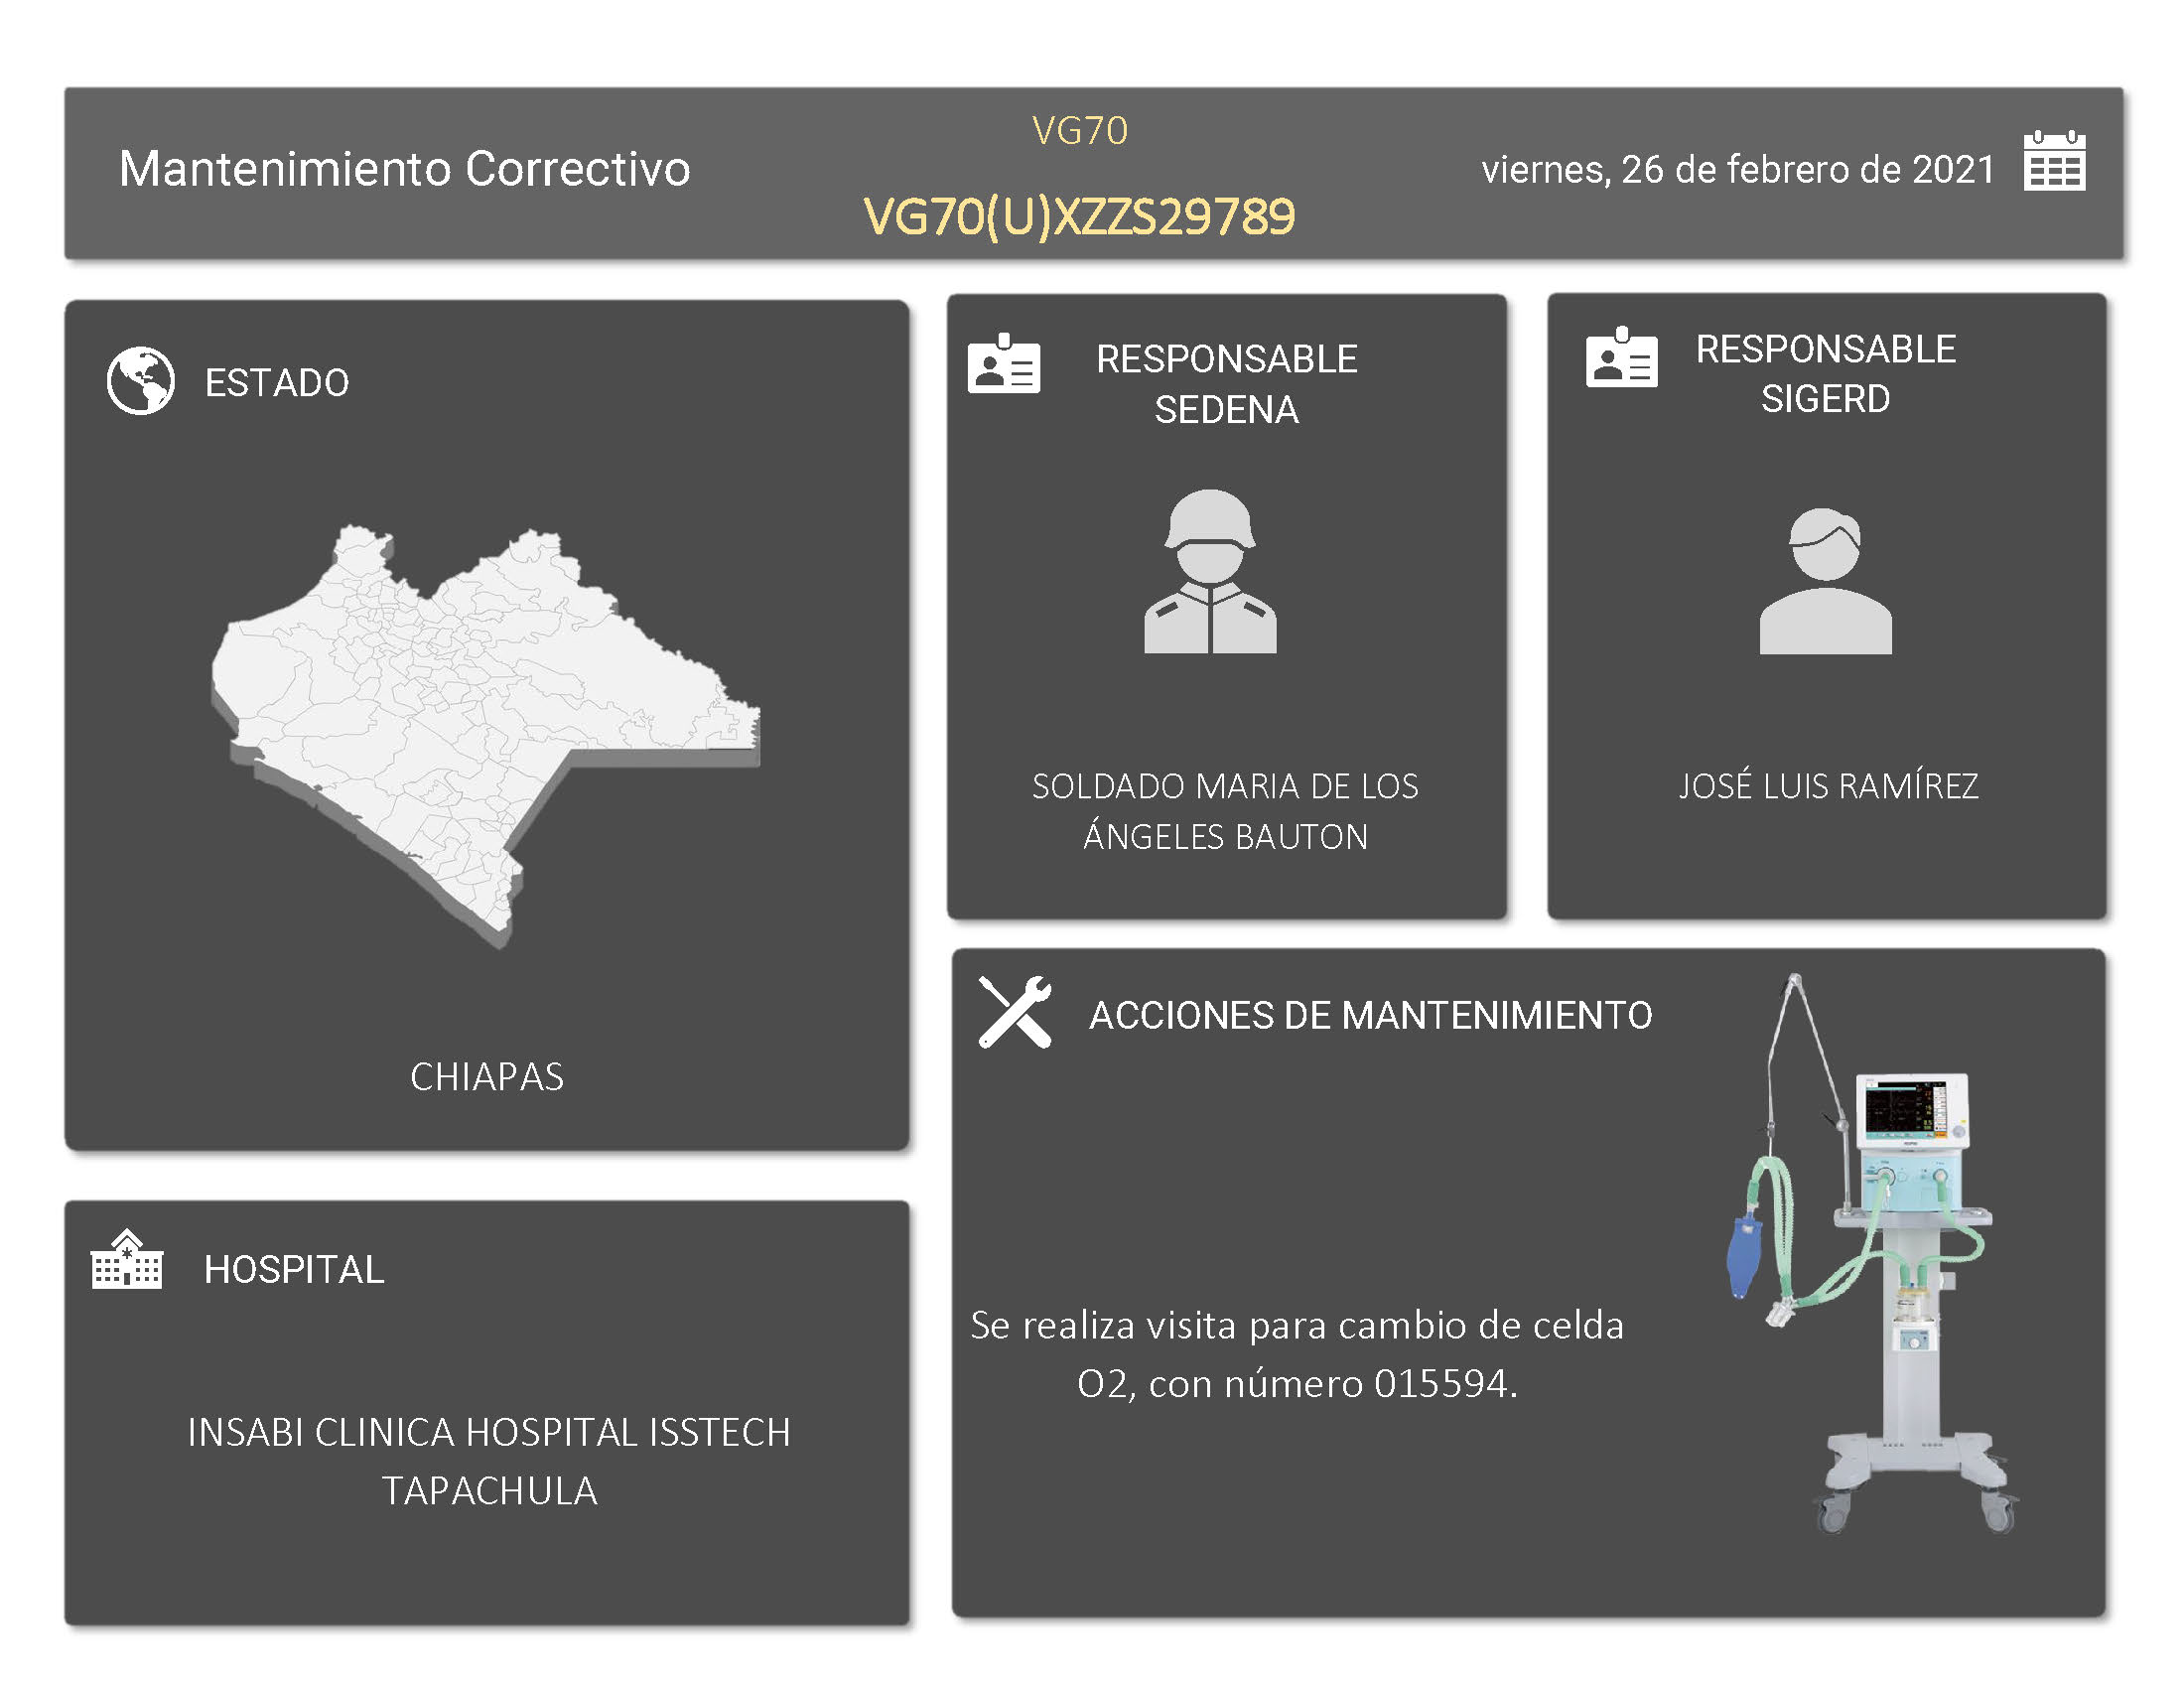 Mantenimiento Correctivo
VG70
VG70(U)XZZS29789
viernes, 26 de febrero de 2021
ESTADO
CHIAPAS
RESPONSABLE
SEDENA
SOLDADO MARIA DE LOS
ÁNGELES BAUTON
RESPONSABLE
SIGERD
JOSÉ LUIS RAMÍREZ
HOSPITAL
INSABI CLINICA HOSPITAL ISSTECH
TAPACHULA
ACCIONES DE MANTENIMIENTO
Se realiza visita para cambio de celda
O2, con número 015594.